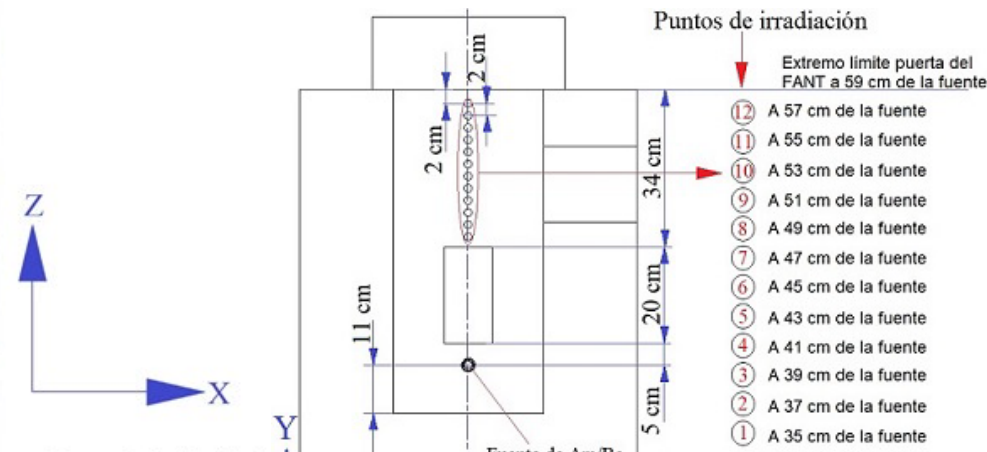 Puntos de irradiación
Extremo límite puerta del
FANT a 59 cm de la fuente
2 cm
2 cm
34 cm
20 cm
11 cm
5 cm
Z
X
Y
12 A 57 cm de la fuente
11 A 55 cm de la fuente
10 A 53 cm de la fuente
9 A 51 cm de la fuente
8 A 49 cm de la fuente
7 A 47 cm de la fuente
6 A 45 cm de la fuente
5 A 43 cm de la fuente
4 A 41 cm de la fuente
3 A 39 cm de la fuente
2 A 37 cm de la fuente
1 A 35 cm de la fuente
Fuente de Am/Be